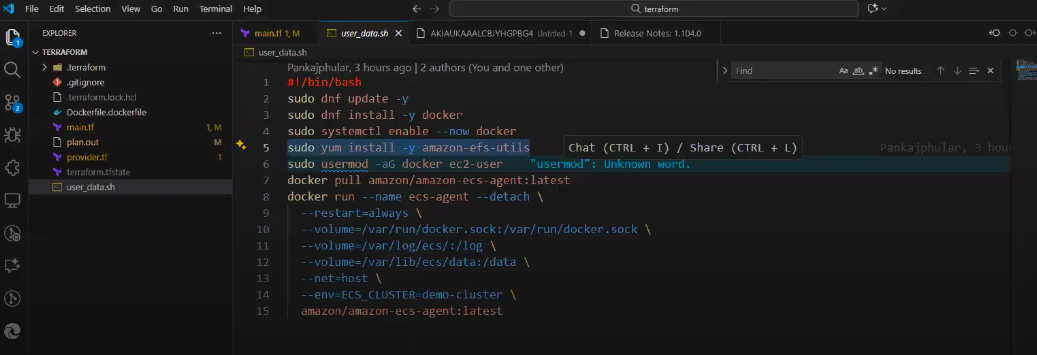 File Edit Selection View Go Run Terminal Help
terraform
EXPLORER
main.tf 1, M
user_data.sh
AKIAUKAAALCBJYHGPBG4 Untitled-1
Release Notes: 1.104.0
TERRAFORM
user_data.sh
.terraform
.gitignore
.terraform.lock.hcl
Dockerfile.dockerfile
main.tf 1, M
plan.out M
provider.tf 1
terraform.tfstate
user_data.sh
Find
Aa
ab
No results
Pankajphular, 3 hours ago | 2 authors (You and one other)
1 #!/bin/bash
2 sudo dnf update -y
3 sudo dnf install -y docker
4 sudo systemctl enable --now docker
5 sudo yum install -y amazon-efs-utils
Chat (CTRL + I) / Share (CTRL + L)
Pankajphular, 3 hours
6 sudo usermod -aG docker ec2-user "usermod": Unknown word.
7 docker pull amazon/amazon-ecs-agent:latest
8 docker run --name ecs-agent --detach \
9 --restart=always \
10 --volume=/var/run/docker.sock:/var/run/docker.sock \
11 --volume=/var/log/ecs/:/log \
12 --volume=/var/lib/ecs/data:/data \
13 --net=host \
14 --env=ECS_CLUSTER=demo-cluster \
15 amazon/amazon-ecs-agent:latest
1
2